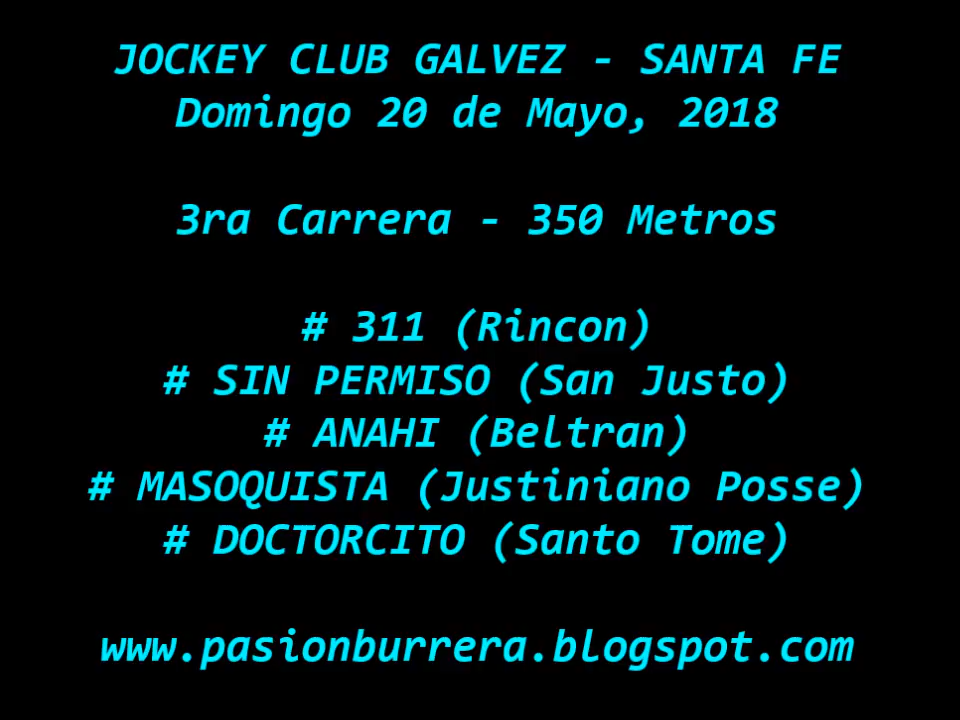 JOCKEY CLUB GALVEZ - SANTA FE
Domingo 20 de Mayo, 2018
3ra Carrera - 350 Metros
# 311 (Rincon)
# SIN PERMISO (San Justo)
# ANAHI (Beltran)
# MASOQUISTA (Justiniano Posse)
# DOCTORCITO (Santo Tome)
www.pasionburrera.blogspot.com